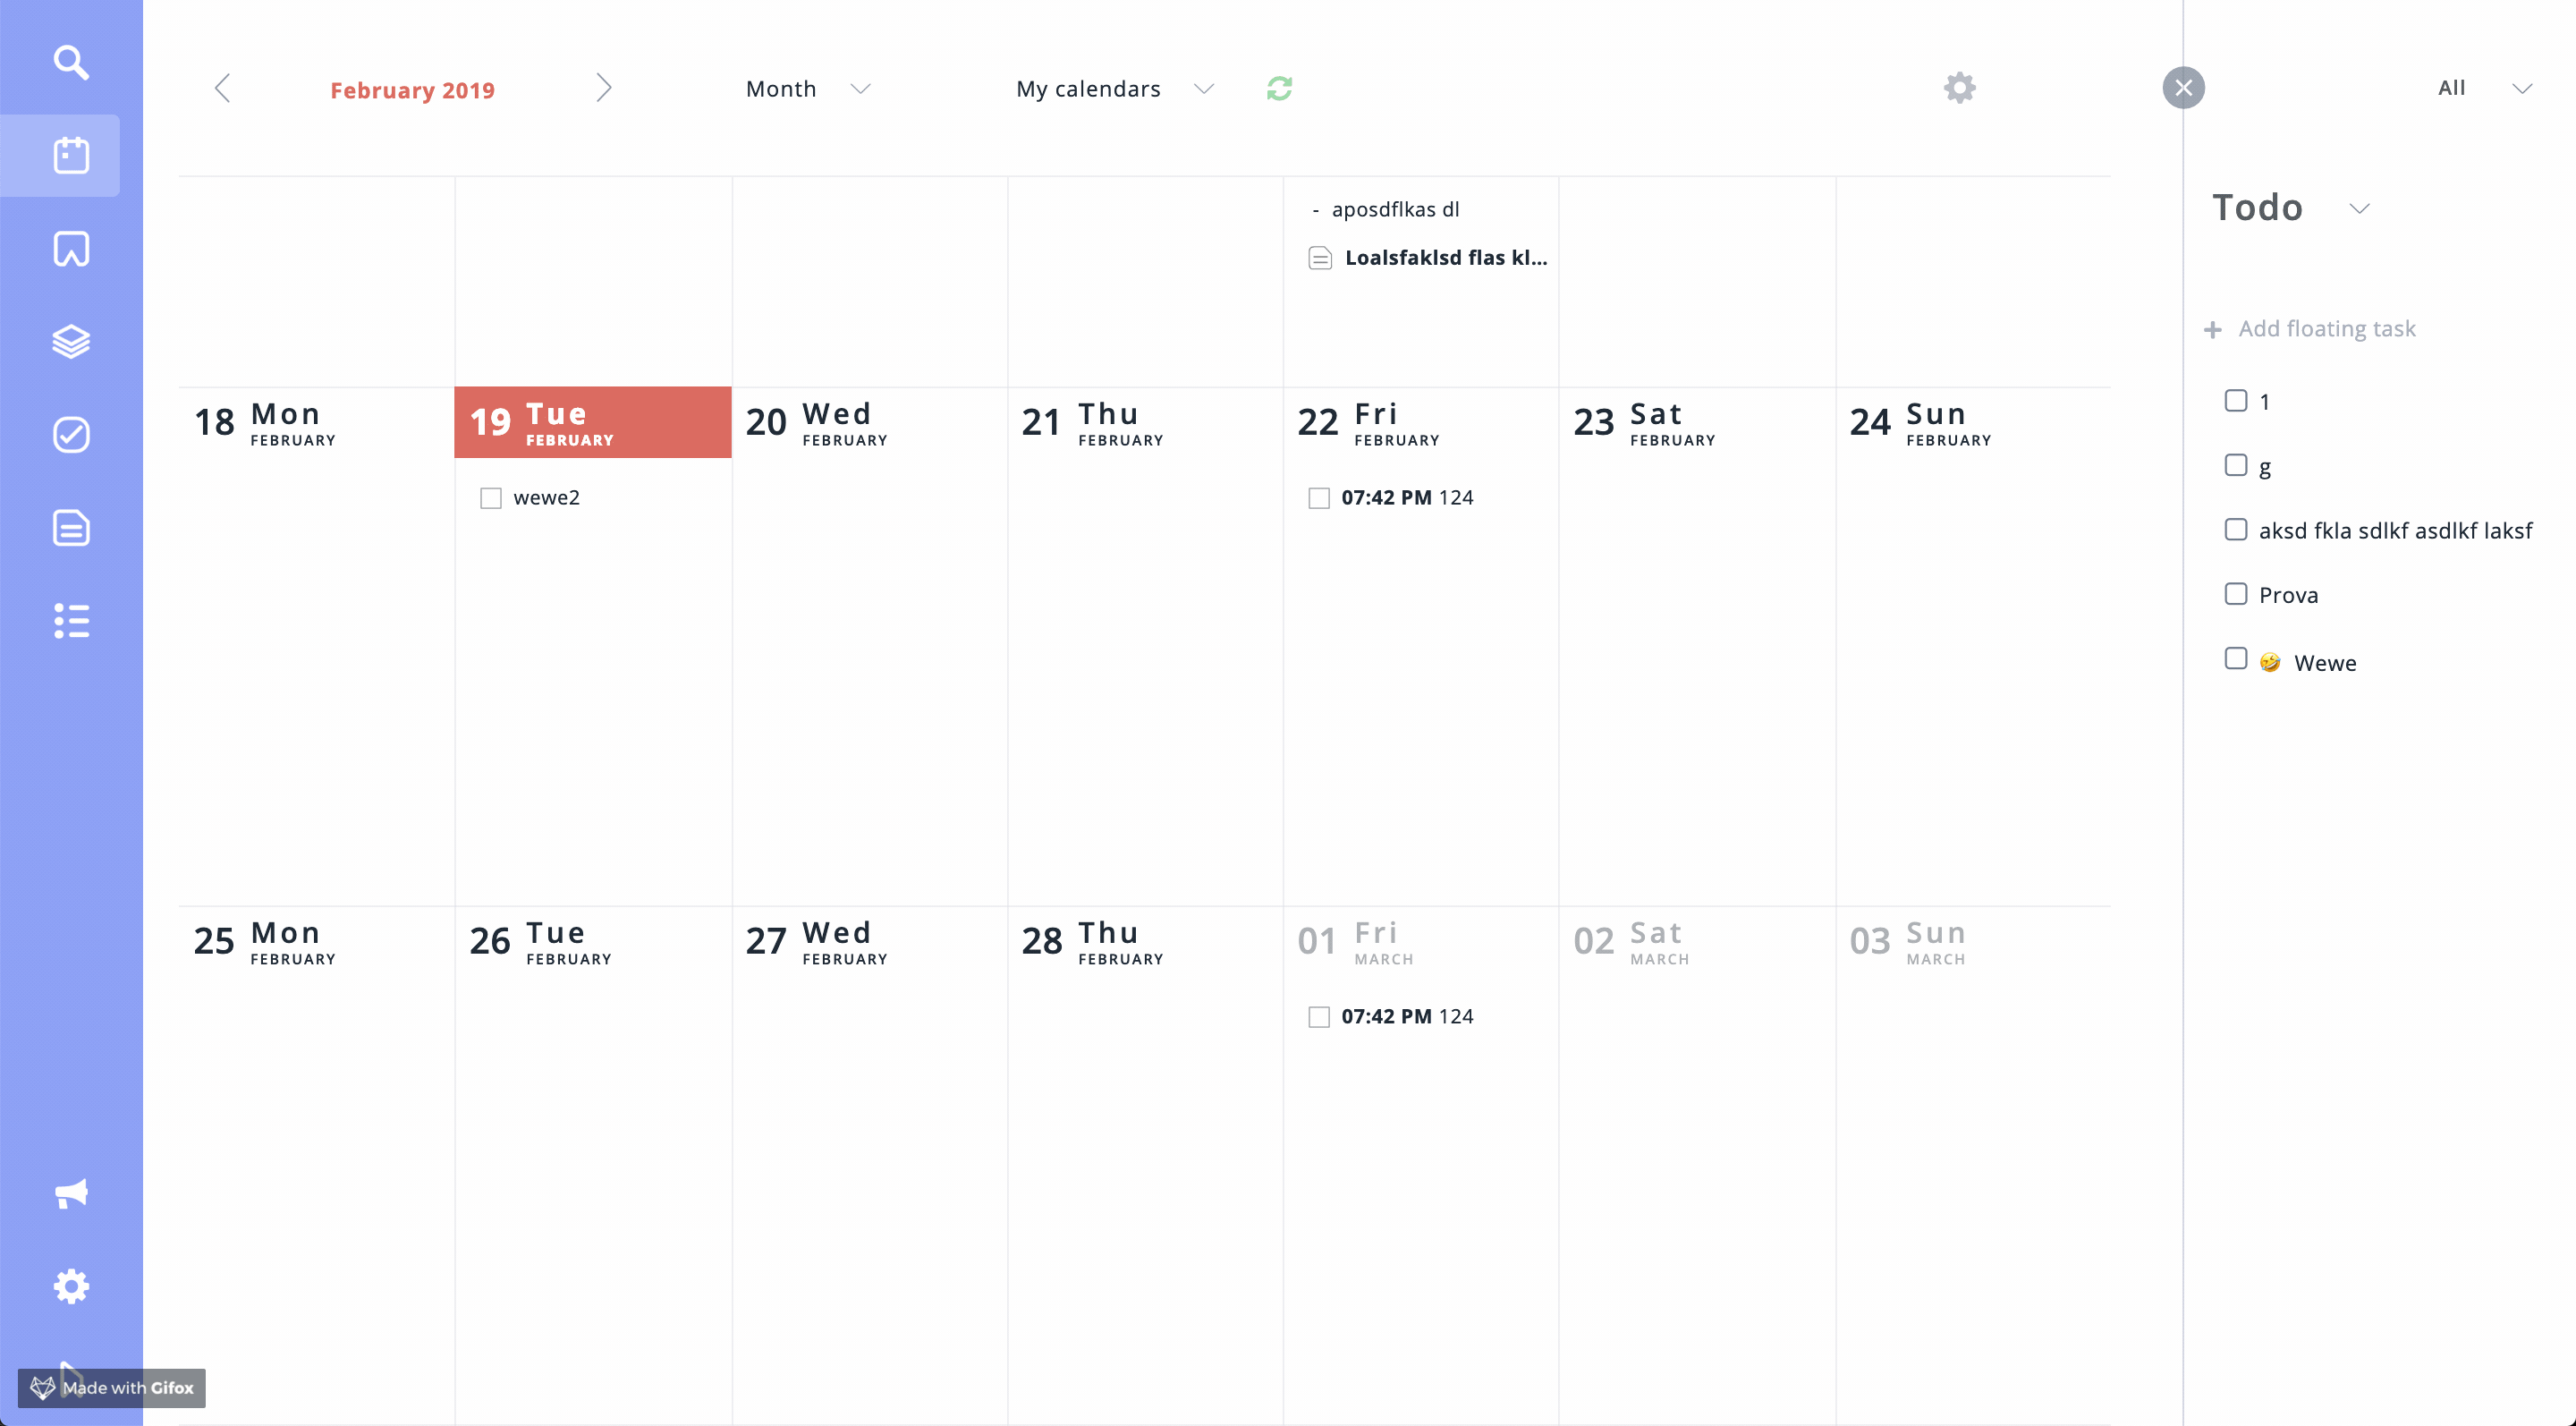 February 2019
Month
My calendars
All
- aposdflkas dl
Loalsfaklsd flas kl...
18 Mon
FEBRUARY
19 Tue
FEBRUARY
20 Wed
FEBRUARY
21 Thu
FEBRUARY
22 Fri
FEBRUARY
23 Sat
FEBRUARY
24 Sun
FEBRUARY
wewe2
07:42 PM 124
25 Mon
FEBRUARY
26 Tue
FEBRUARY
27 Wed
FEBRUARY
28 Thu
FEBRUARY
01 Fri
MARCH
02 Sat
MARCH
03 Sun
MARCH
07:42 PM 124
Todo
+ Add floating task
1
g
aksd fkla sdlkf asdlkf laksf
Prova
🤣 Wewe
Made with Gifox